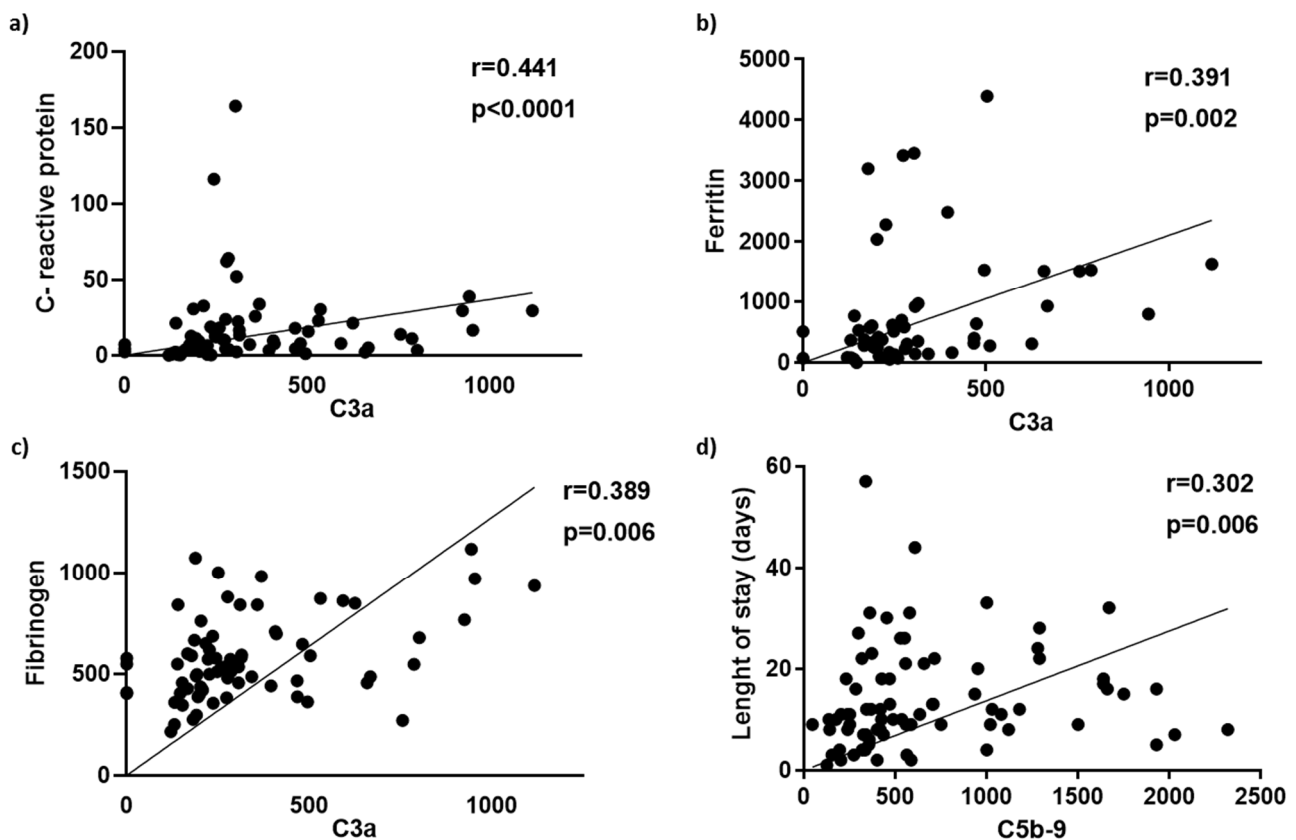 a)
200
150
100
50
0
C- reactive protein
r=0.441
p<0.0001
0 500 1000
C3a
b)
5000
4000
3000
2000
1000
0
Ferritin
r=0.391
p=0.002
0 500 1000
C3a
c)
1500
1000
500
0
Fibrinogen
r=0.389
p=0.006
0 500 1000
C3a
d)
60
40
20
0
Lenght of stay (days)
r=0.302
p=0.006
0 500 1000 1500 2000 2500
C5b-9